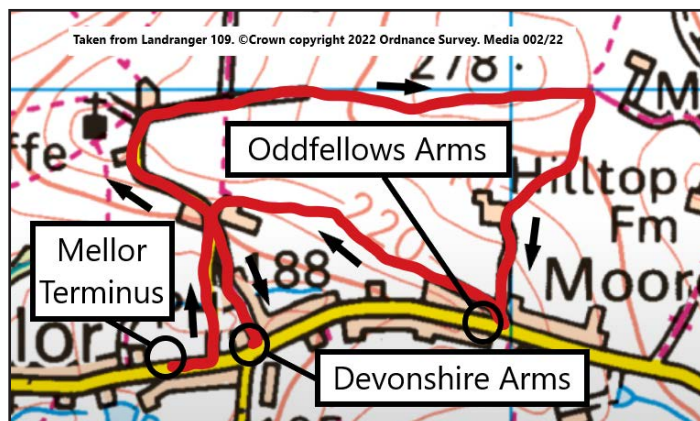 Taken from Landranger 109. ©Crown copyright 2022 Ordnance Survey. Media 002/22
278
M
ffe
Oddfellows Arms
Hilltop
Fm
220
Mellor
Terminus
188
Moor
lor
Devonshire Arms